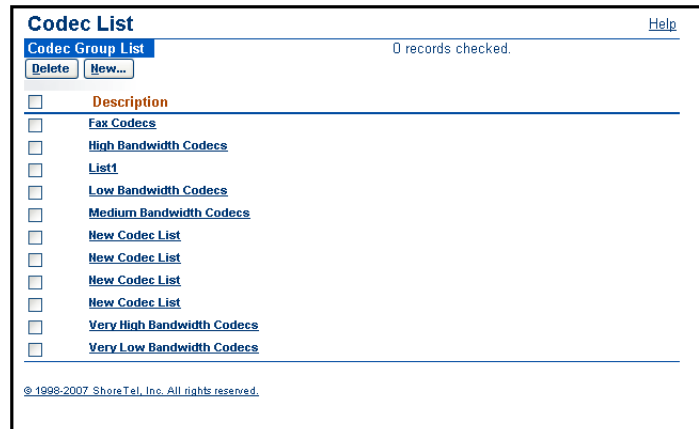 Codec List Help
Codec Group List 0 records checked.
Delete New...
Description
Fax Codecs
High Bandwidth Codecs
List1
Low Bandwidth Codecs
Medium Bandwidth Codecs
New Codec List
New Codec List
New Codec List
New Codec List
Very High Bandwidth Codecs
Very Low Bandwidth Codecs
© 1998-2007 ShoreTel, Inc. All rights reserved.